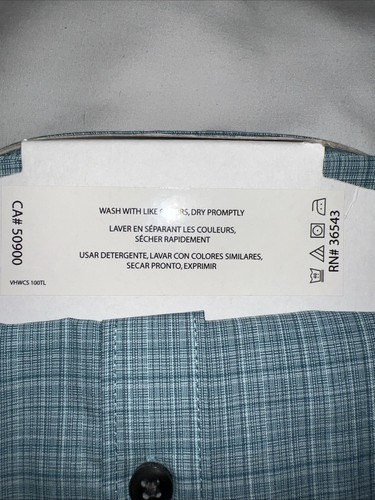 CA# 50900
WASH WITH LIKE RS, DRY PROMPTLY
LAVER EN SÉPARANT LES COULEURS,
SÉCHER RAPIDEMENT
USAR DETERGENTE, LAVAR CON COLORES SIMILARES,
SECAR PRONTO, EXPRIMIR
VHWCS 100TL
RN# 36543